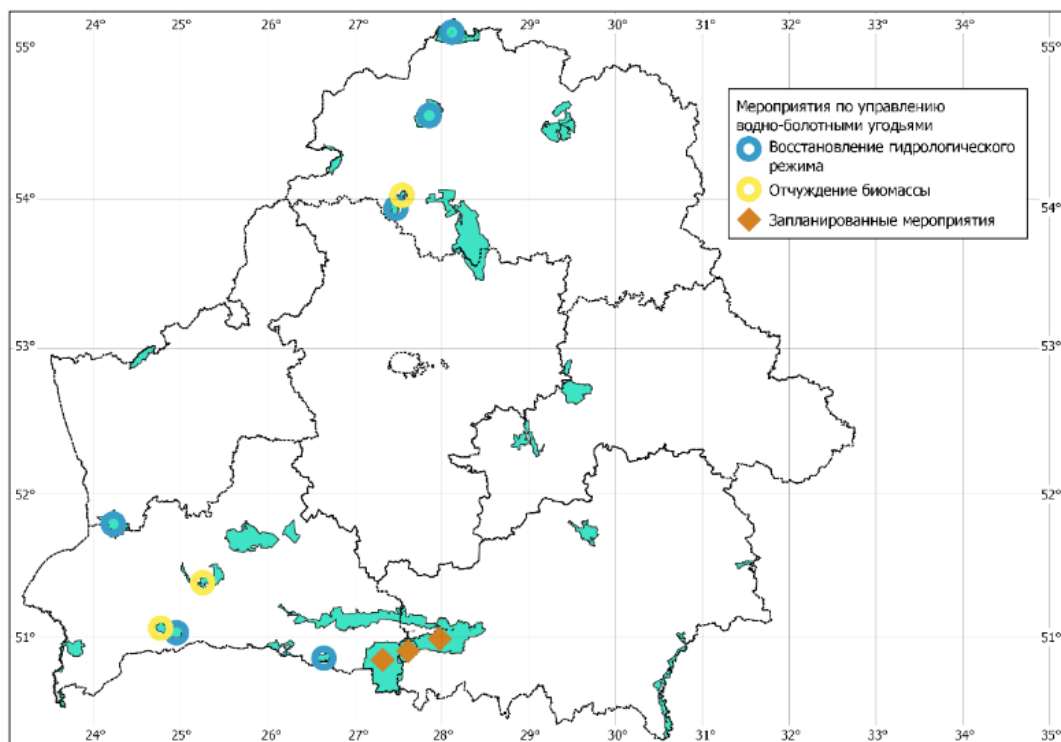 24° 25° 26° 27° 28° 29° 30° 31° 32° 33° 34° 35°
55° 55°
Мероприятия по управлению
водно-болотными угодьями
Восстановление гидрологического
режима
Отчуждение биомассы
Запланированные мероприятия
54° 54°
53° 53°
52° 52°
51° 51°
24° 25° 26° 27° 28° 29° 30° 31° 32° 33° 34° 35°